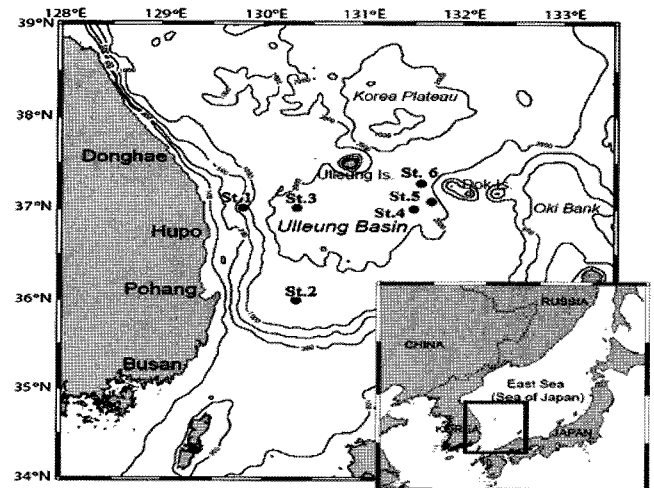 128°E 129°E 130°E 131°E 132°E 133°E
39°N
38°N
37°N
36°N
35°N
34°N
Korea Plateau
Donghae
Ulleung Is.
St. 6
Dok Is.
St.1
St.3
St.5
St.4
Oki Bank
Ulleung Basin
Hupo
Pohang
St.2
Busan
RUSSIA
CHINA
East Sea
(Sea of Japan)
KOREA
JAPAN